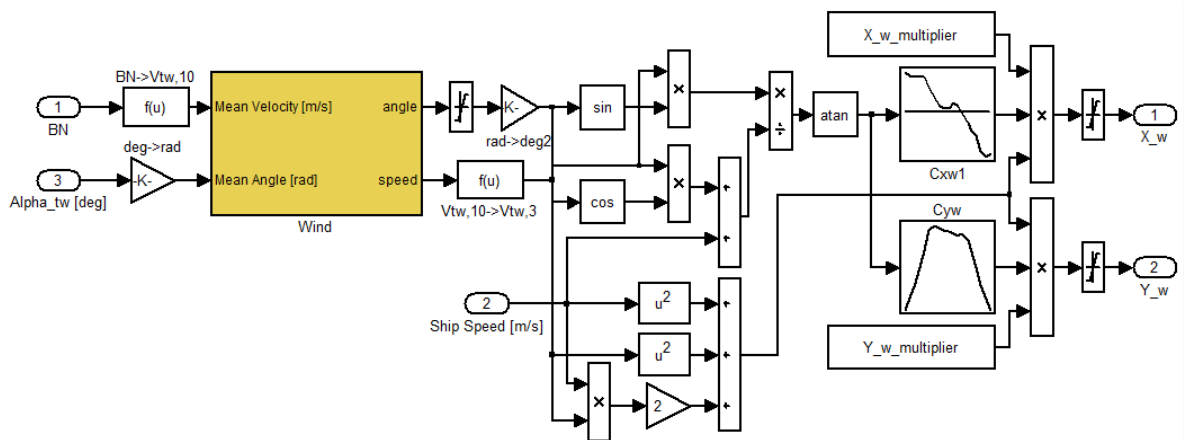 X_w_multiplier
BN->Vtw,10
1
BN
f(u)
Mean Velocity [m/s]
angle
-K-
rad->deg2
sin
×
×
÷
atan
Cxw1
×
1
X_w
deg->rad
3
Alpha_tw [deg]
-K-
Mean Angle [rad]
speed
Wind
f(u)
Vtw,10->Vtw,3
cos
×
+
+
Cyw
×
2
Y_w
2
Ship Speed [m/s]
u2
u2
×
2
+
+
+
Y_w_multiplier